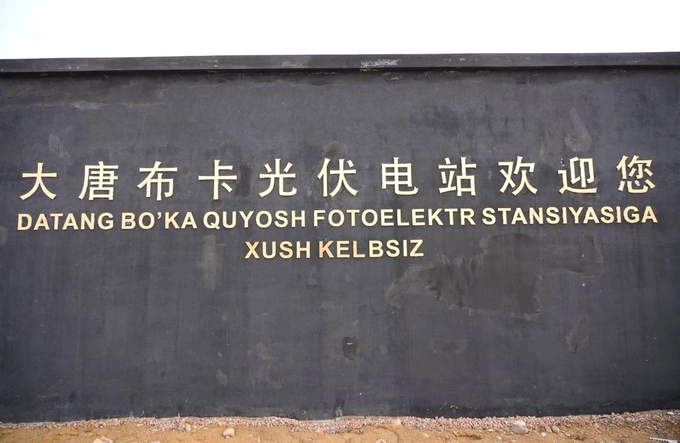 大唐布卡光伏电站欢迎您
DATANG BO'KA QUYOSH FOTOELEKTR STANSIYASIGA
XUSH KELBSIZ